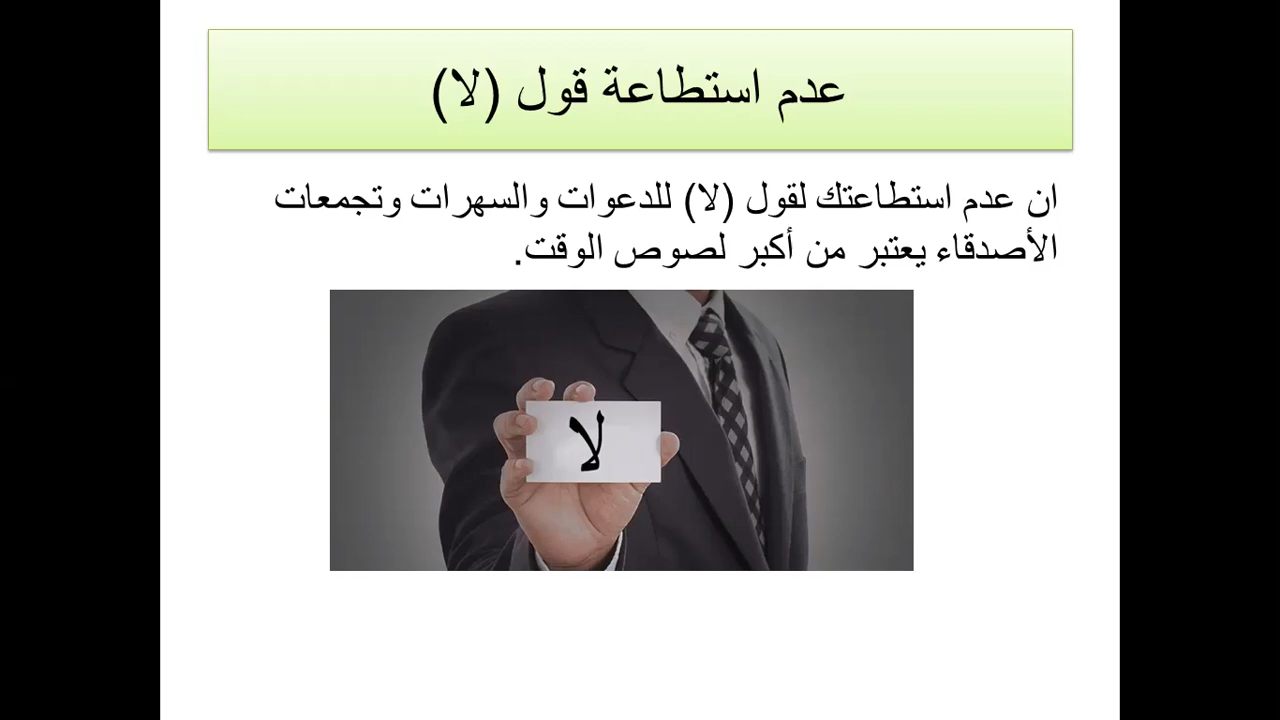 عدم استطاعة قول (لا)
ان عدم استطاعتك لقول (لا) للدعوات والسهرات وتجمعات
الأصدقاء يعتبر من أكبر لصوص الوقت.
لا